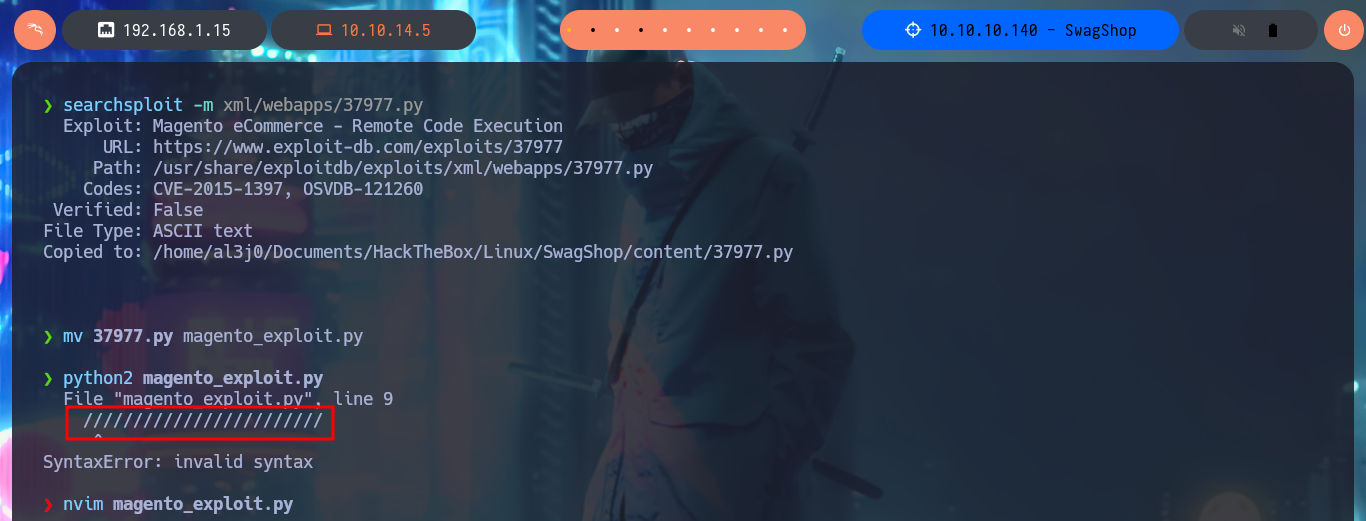 192.168.1.15 10.10.14.5 10.10.10.140 - SwagShop
❯ searchsploit -m xml/webapps/37977.py
Exploit: Magento eCommerce - Remote Code Execution
URL: https://www.exploit-db.com/exploits/37977
Path: /usr/share/exploitdb/exploits/xml/webapps/37977.py
Codes: CVE-2015-1397, OSVDB-121260
Verified: False
File Type: ASCII text
Copied to: /home/al3j0/Documents/HackTheBox/Linux/SwagShop/content/37977.py
❯ mv 37977.py magento_exploit.py
❯ python2 magento_exploit.py
File "magento_exploit.py", line 9
////////////////////////
^
SyntaxError: invalid syntax
❯ nvim magento_exploit.py